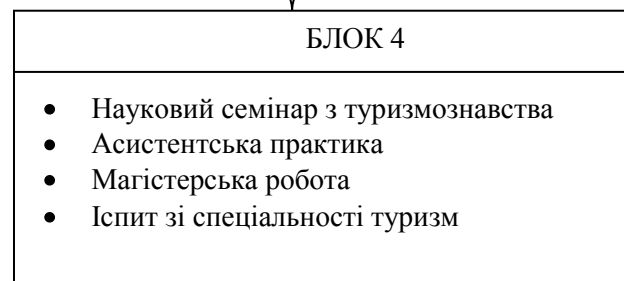 БЛОК 4
• Науковий семінар з туризмознавства
• Асистентська практика
• Магістерська робота
• Іспит зі спеціальності туризм